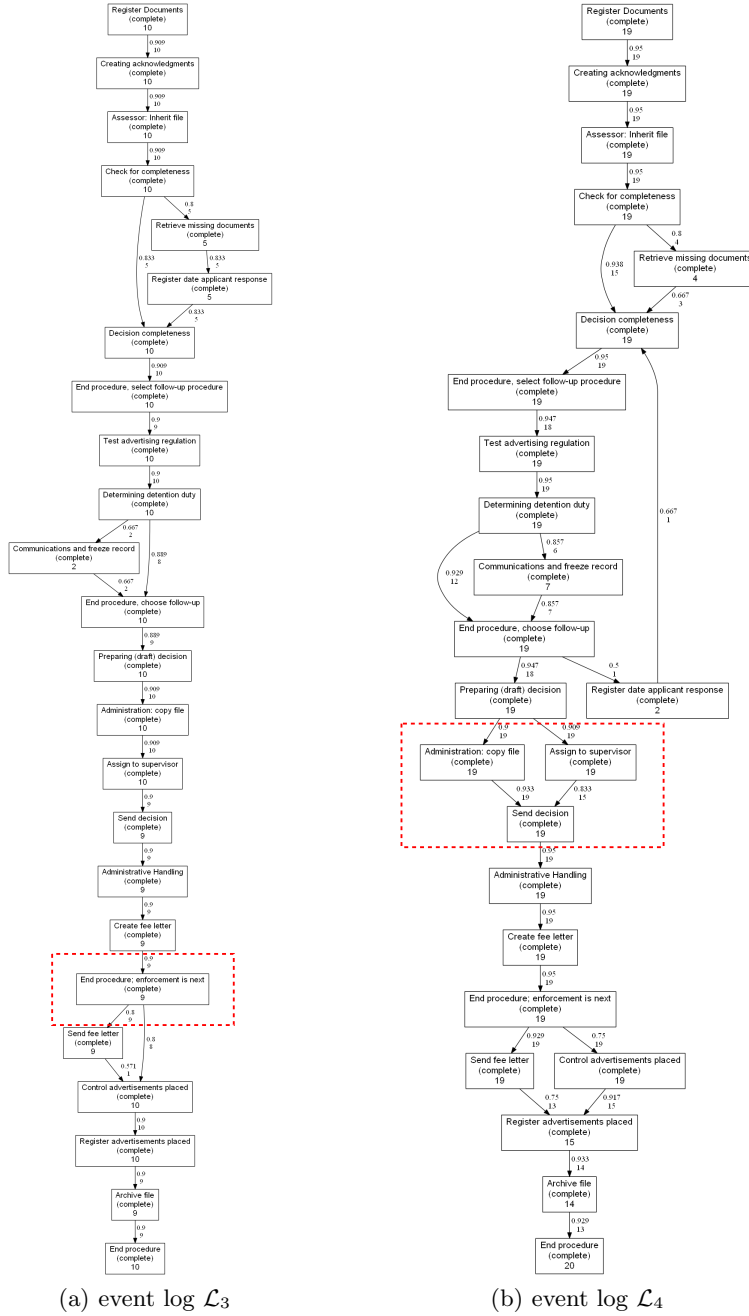 Register Documents
(complete)
10
0.909
10
Creating acknowledgments
(complete)
10
0.909
10
Assessor: Inherit file
(complete)
10
0.909
10
Check for completeness
(complete)
10
0.8
5
Retrieve missing documents
(complete)
5
0.833
5
0.833
5
Register date applicant response
(complete)
5
0.833
5
Decision completeness
(complete)
10
0.909
10
End procedure, select follow-up procedure
(complete)
10
0.9
9
Test advertising regulation
(complete)
10
0.9
10
Determining detention duty
(complete)
10
0.667
2
Communications and freeze record
(complete)
2
0.889
8
0.667
2
End procedure, choose follow-up
(complete)
10
0.889
9
Preparing (draft) decision
(complete)
10
0.909
10
Administration: copy file
(complete)
10
0.909
10
Assign to supervisor
(complete)
10
0.9
9
Send decision
(complete)
9
0.9
9
Administrative Handling
(complete)
9
0.9
9
Create fee letter
(complete)
9
0.9
9
End procedure; enforcement is next
(complete)
9
0.8
9
Send fee letter
(complete)
9
0.8
8
0.571
1
Control advertisements placed
(complete)
10
0.9
10
Register advertisements placed
(complete)
10
0.9
9
Archive file
(complete)
9
0.9
9
End procedure
(complete)
10
(a) event log ℒ₃
Register Documents
(complete)
19
0.95
19
Creating acknowledgments
(complete)
19
0.95
19
Assessor: Inherit file
(complete)
19
0.95
19
Check for completeness
(complete)
19
0.8
4
0.938
15
Retrieve missing documents
(complete)
4
0.667
3
Decision completeness
(complete)
19
0.95
19
End procedure, select follow-up procedure
(complete)
19
0.947
18
Test advertising regulation
(complete)
19
0.95
19
0.667
1
Determining detention duty
(complete)
19
0.857
6
0.929
12
Communications and freeze record
(complete)
7
0.857
7
End procedure, choose follow-up
(complete)
19
0.947
18
0.5
1
Preparing (draft) decision
(complete)
19
Register date applicant response
(complete)
2
0.9
19
0.909
19
Administration: copy file
(complete)
19
Assign to supervisor
(complete)
19
0.933
19
0.833
15
Send decision
(complete)
19
0.95
19
Administrative Handling
(complete)
19
0.95
19
Create fee letter
(complete)
19
0.95
19
End procedure; enforcement is next
(complete)
19
0.929
19
0.75
19
Send fee letter
(complete)
19
Control advertisements placed
(complete)
19
0.75
13
0.917
15
Register advertisements placed
(complete)
15
0.933
14
Archive file
(complete)
14
0.929
13
End procedure
(complete)
20
(b) event log ℒ₄